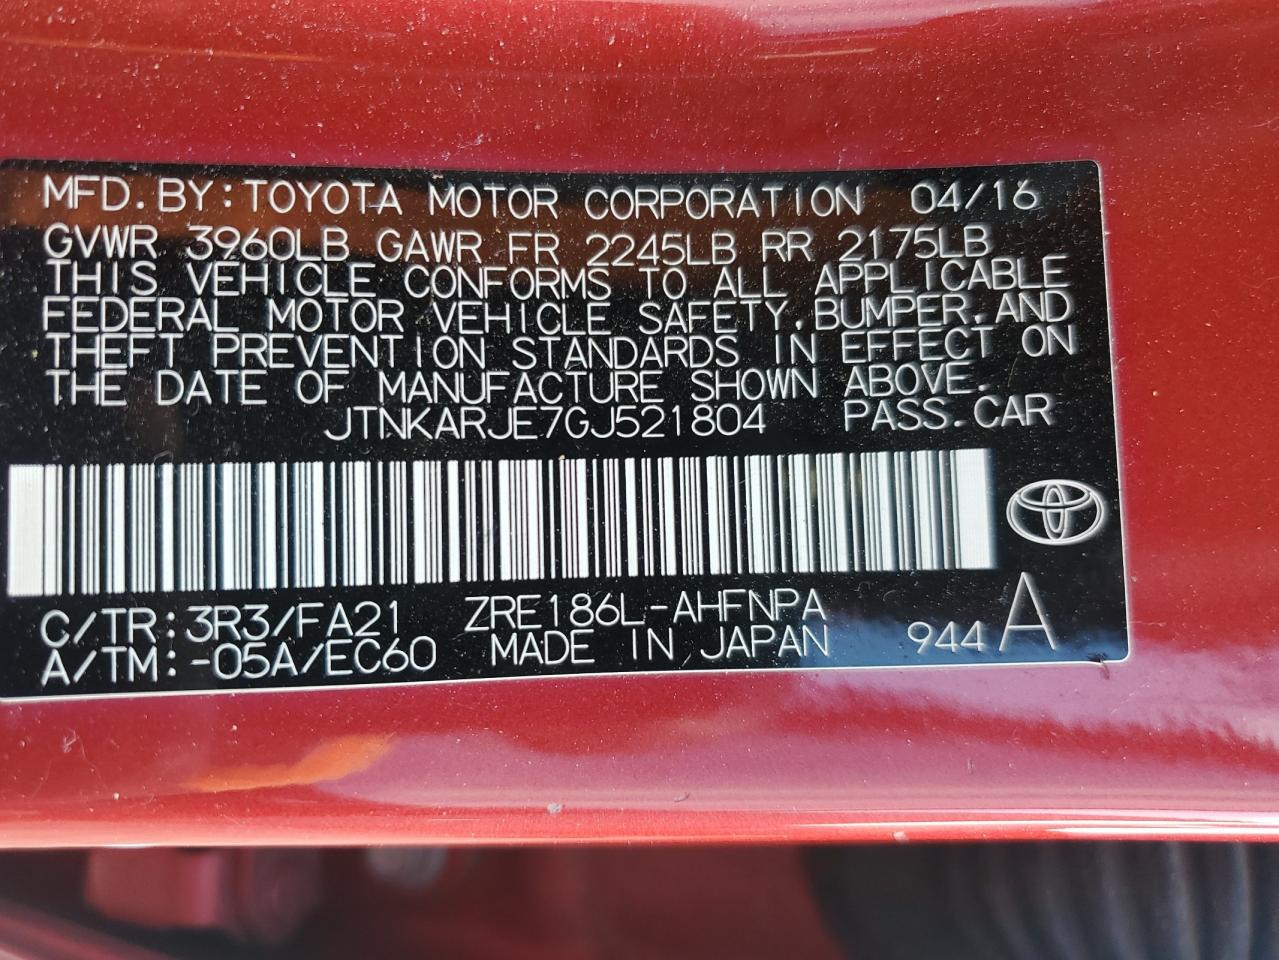 MFD.BY:TOYOTA MOTOR CORPORATION 04/16
GVWR 3960LB GAWR FR 2245LB RR 2175LB
THIS VEHICLE CONFORMS TO ALL APPLICABLE
FEDERAL MOTOR VEHICLE SAFETY,BUMPER,AND
THEFT PREVENTION STANDARDS IN EFFECT ON
THE DATE OF MANUFACTURE SHOWN ABOVE.
JTNKARJE7GJ521804 PASS.CAR
C/TR:3R3/FA21 ZRE186L-AHFNPA
A/TM:-05A/EC60 MADE IN JAPAN 944 A